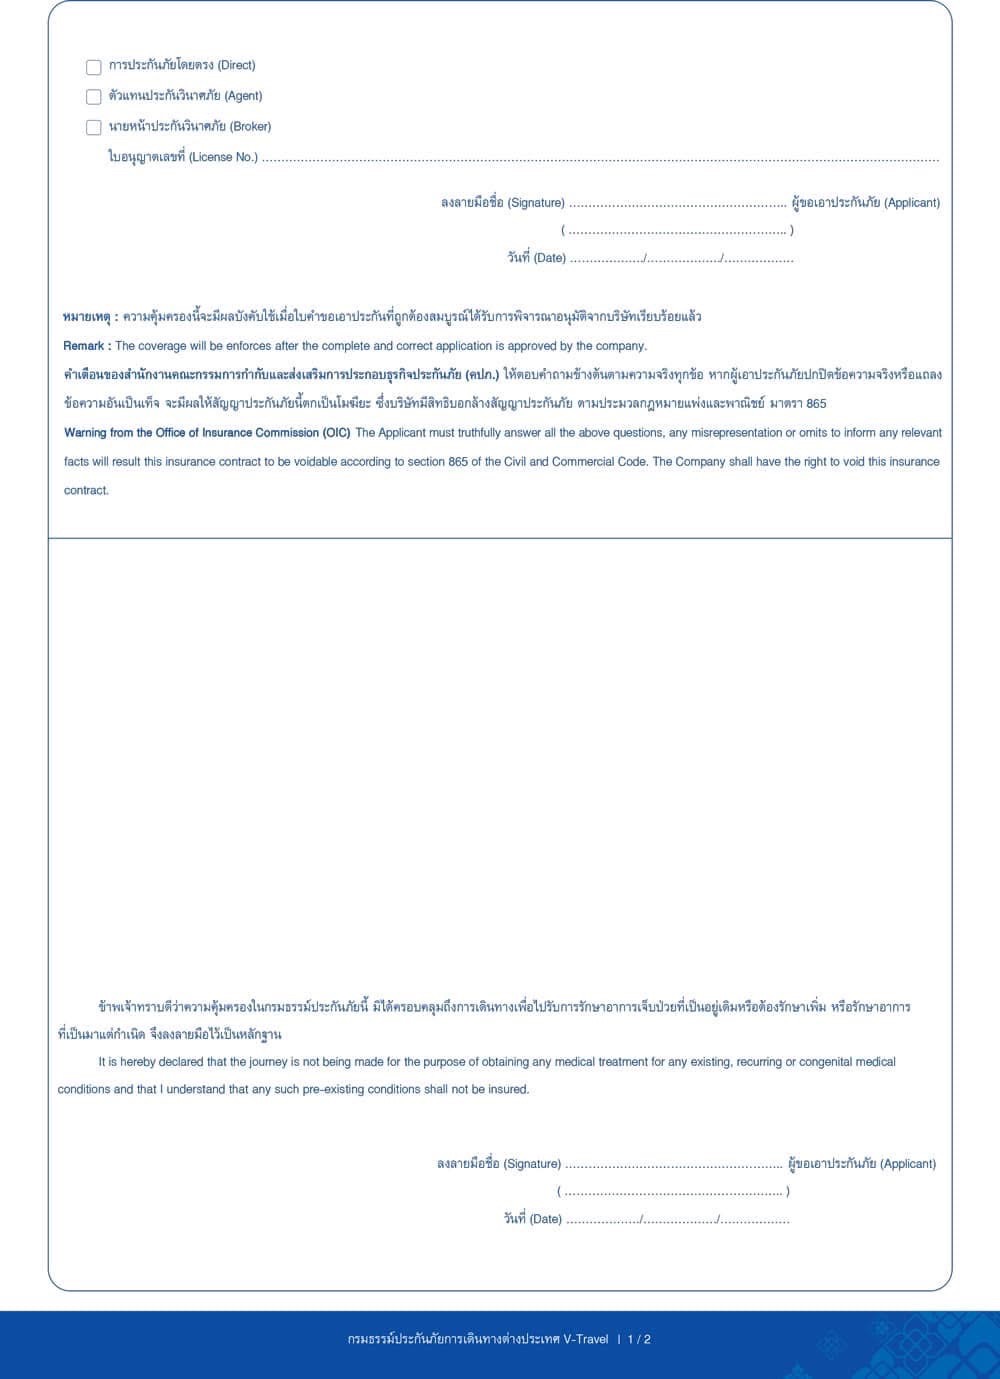 การประกันภัยโดยตรง (Direct)
ตัวแทนประกันวินาศภัย (Agent)
นายหน้าประกันวินาศภัย (Broker)
ใบอนุญาตเลขที่ (License No.) ....................................................................................................
ลงลายมือชื่อ (Signature) ........................................................ ผู้ขอเอาประกันภัย (Applicant)
( ........................................................ )
วันที่ (Date) .................../.................../..................
หมายเหตุ : ความคุ้มครองนี้จะมีผลบังคับใช้เมื่อใบคำขอเอาประกันที่ถูกต้องสมบูรณ์ได้รับการพิจารณาอนุมัติจากบริษัทเรียบร้อยแล้ว
Remark : The coverage will be enforces after the complete and correct application is approved by the company.
คำเตือนของสำนักงานคณะกรรมการกำกับและส่งเสริมการประกอบธุรกิจประกันภัย (คปภ.) ให้ตอบคำถามข้างต้นตามความจริงทุกข้อ หากผู้เอาประกันภัยปกปิดข้อความจริงหรือแถลง
ข้อความอันเป็นเท็จ จะมีผลให้สัญญาประกันภัยนี้ตกเป็นโมฆียะ ซึ่งบริษัทมีสิทธิบอกล้างสัญญาประกันภัย ตามประมวลกฎหมายแพ่งและพาณิชย์ มาตรา 865
Warning from the Office of Insurance Commission (OIC) The Applicant must truthfully answer all the above questions, any misrepresentation or omits to inform any relevant
facts will result this insurance contract to be voidable according to section 865 of the Civil and Commercial Code. The Company shall have the right to void this insurance
contract.
ข้าพเจ้าทราบดีว่าความคุ้มครองในกรมธรรม์ประกันภัยนี้ มิได้ครอบคลุมถึงการเดินทางเพื่อไปรับการรักษาอาการเจ็บป่วยที่เป็นอยู่เดิมหรือต้องรักษาเพิ่ม หรือรักษาอาการ
ที่เป็นมาแต่กำเนิด จึงลงลายมือไว้เป็นหลักฐาน
It is hereby declared that the journey is not being made for the purpose of obtaining any medical treatment for any existing, recurring or congenital medical
conditions and that I understand that any such pre-existing conditions shall not be insured.
ลงลายมือชื่อ (Signature) ........................................................ ผู้ขอเอาประกันภัย (Applicant)
( ........................................................ )
วันที่ (Date) .................../.................../..................
กรมธรรม์ประกันภัยการเดินทางต่างประเทศ V-Travel | 1 / 2